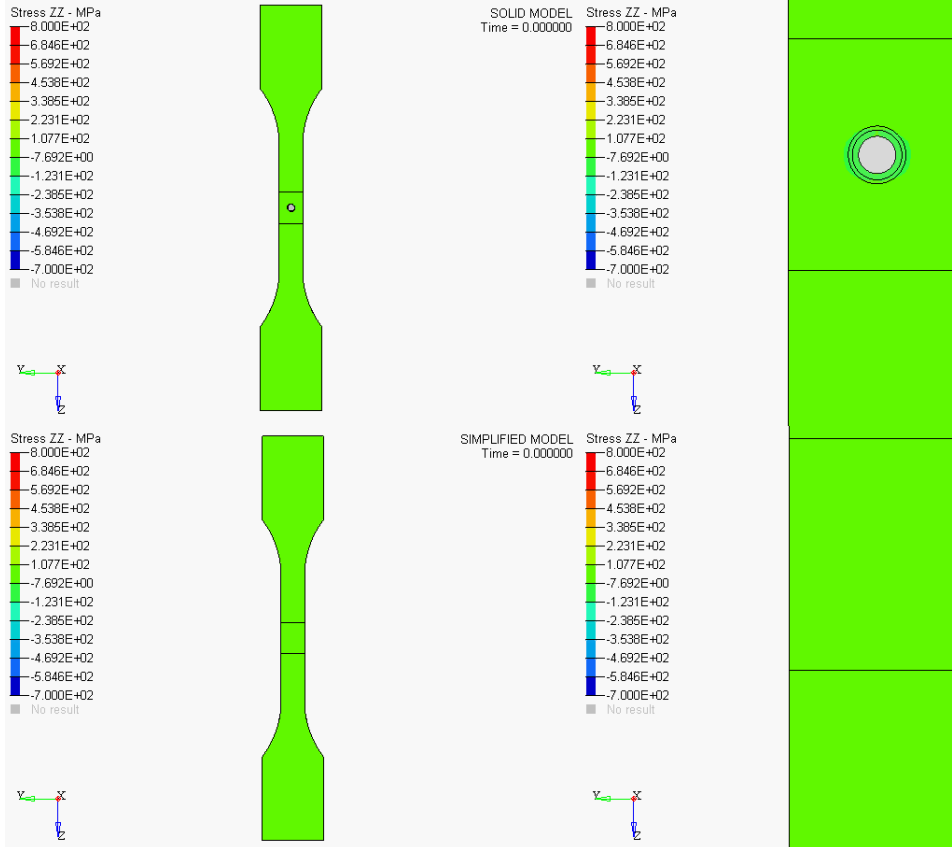 Stress ZZ - MPa
8.000E+02
6.846E+02
5.692E+02
4.538E+02
3.385E+02
2.231E+02
1.077E+02
-7.692E+00
-1.231E+02
-2.385E+02
-3.538E+02
-4.692E+02
-5.846E+02
-7.000E+02
No result
Y X
Z
SOLID MODEL
Time = 0.000000
Stress ZZ - MPa
8.000E+02
6.846E+02
5.692E+02
4.538E+02
3.385E+02
2.231E+02
1.077E+02
-7.692E+00
-1.231E+02
-2.385E+02
-3.538E+02
-4.692E+02
-5.846E+02
-7.000E+02
No result
Y X
Z
Stress ZZ - MPa
8.000E+02
6.846E+02
5.692E+02
4.538E+02
3.385E+02
2.231E+02
1.077E+02
-7.692E+00
-1.231E+02
-2.385E+02
-3.538E+02
-4.692E+02
-5.846E+02
-7.000E+02
No result
Y X
Z
SIMPLIFIED MODEL
Time = 0.000000
Stress ZZ - MPa
8.000E+02
6.846E+02
5.692E+02
4.538E+02
3.385E+02
2.231E+02
1.077E+02
-7.692E+00
-1.231E+02
-2.385E+02
-3.538E+02
-4.692E+02
-5.846E+02
-7.000E+02
No result
Y X
Z